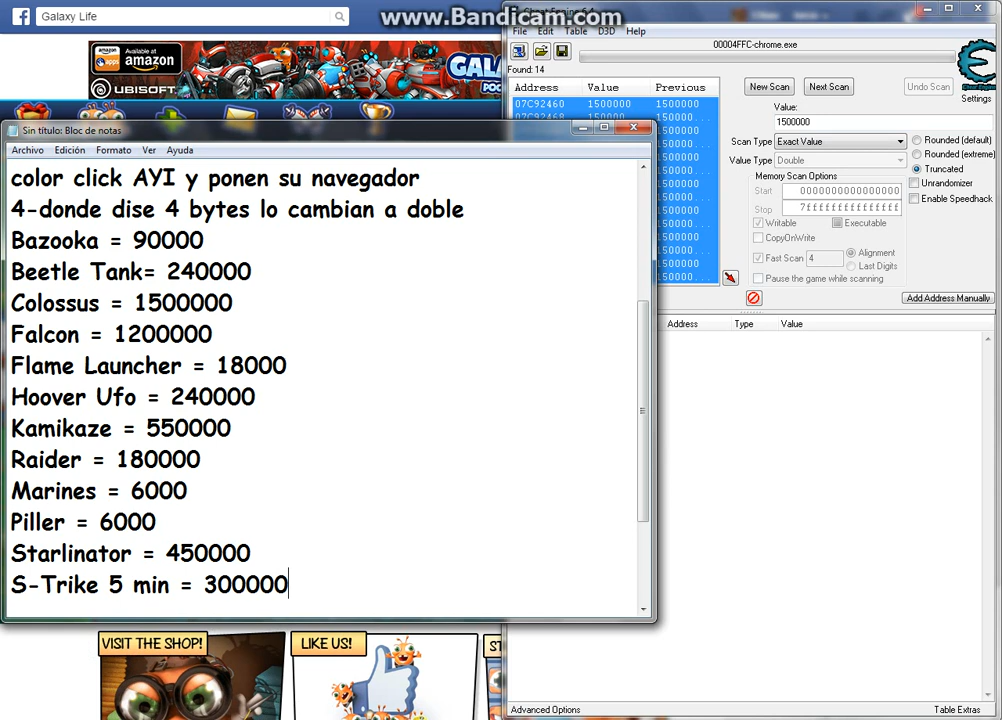 Galaxy Life
www.Bandicam.com
File Edit Table D3D Help
00004FFC-chrome.exe
Available at
amazon
apps
UBISOFT
Found: 14
Address Value Previous
07C92460 1500000 1500000
New Scan Next Scan Undo Scan
Settings
Value:
1500000
Scan Type Exact Value
Value Type Double
Rounded (default)
Rounded (extreme)
Truncated
Unrandomizer
Enable Speedhack
Memory Scan Options
Start 0000000000000000
Stop 7fffffffffffffff
Writable Executable
CopyOnWrite
Fast Scan 4 Alignment
Last Digits
Pause the game while scanning
Add Address Manually
Address Type Value
Advanced Options Table Extras
Sin título: Bloc de notas
Archivo Edición Formato Ver Ayuda
color click AYI y ponen su navegador
4-donde dise 4 bytes lo cambian a doble
Bazooka = 90000
Beetle Tank= 240000
Colossus = 1500000
Falcon = 1200000
Flame Launcher = 18000
Hoover Ufo = 240000
Kamikaze = 550000
Raider = 180000
Marines = 6000
Piller = 6000
Starlinator = 450000
S-Trike 5 min = 300000
VISIT THE SHOP!
LIKE US!